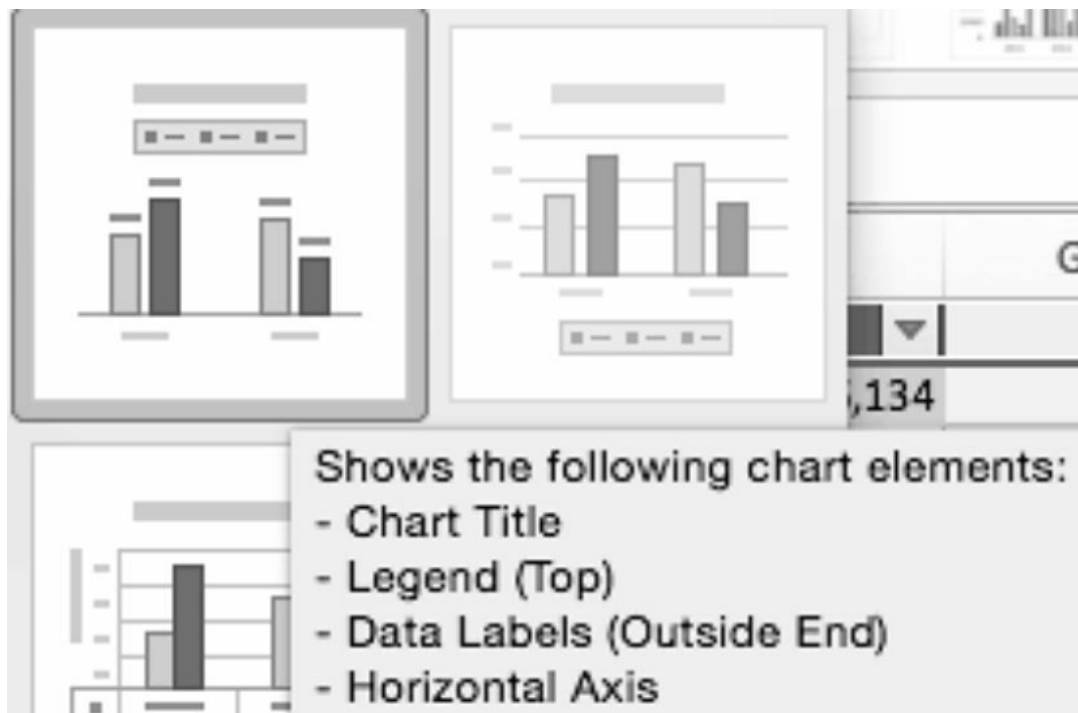 G
,134
Shows the following chart elements:
- Chart Title
- Legend (Top)
- Data Labels (Outside End)
- Horizontal Axis